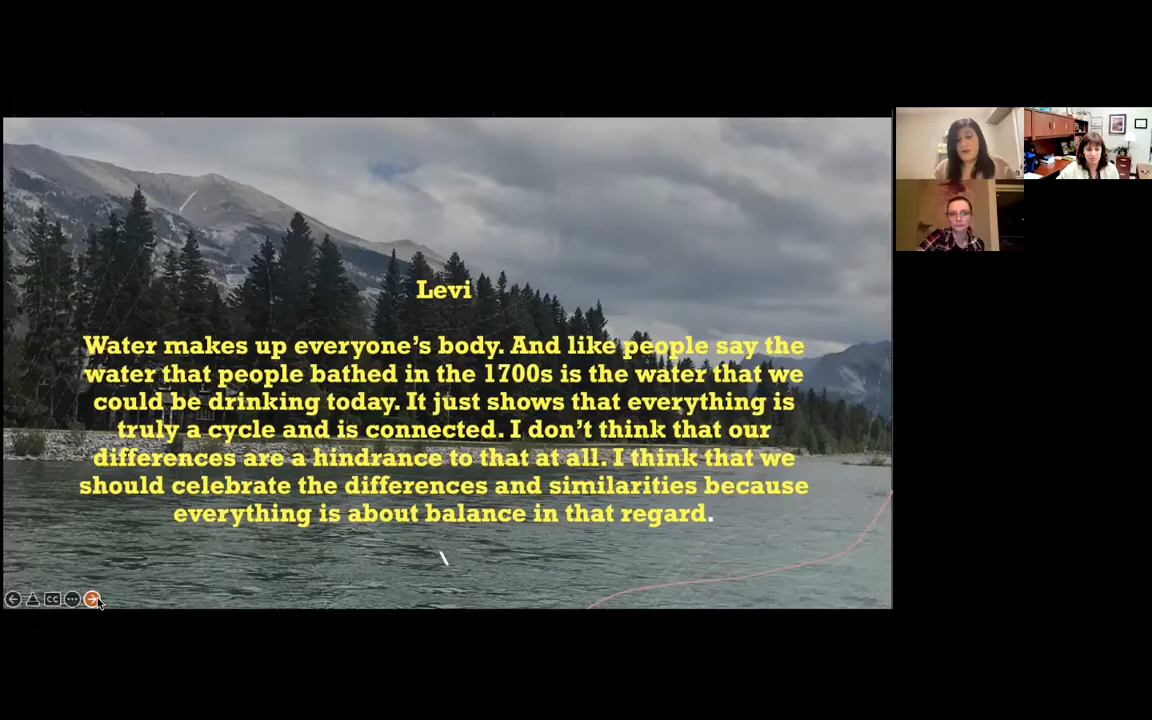 Levi
Water makes up everyone's body. And like people say the
water that people bathed in the 1700s is the water that we
could be drinking today. It just shows that everything is
truly a cycle and is connected. I don't think that our
differences are a hindrance to that at all. I think that we
should celebrate the differences and similarities because
everything is about balance in that regard.
\
CC